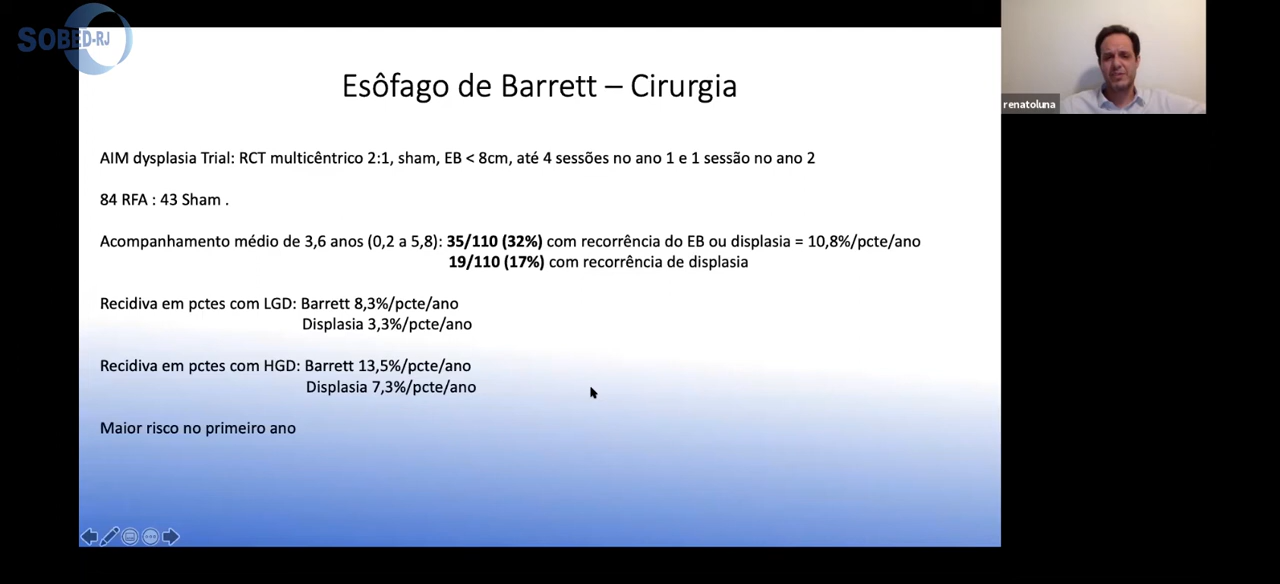 SOBED-RJ
Esôfago de Barrett – Cirurgia
renatoluna
AIM dysplasia Trial: RCT multicêntrico 2:1, sham, EB < 8cm, até 4 sessões no ano 1 e 1 sessão no ano 2
84 RFA : 43 Sham .
Acompanhamento médio de 3,6 anos (0,2 a 5,8): 35/110 (32%) com recorrência do EB ou displasia = 10,8%/pcte/ano
19/110 (17%) com recorrência de displasia
Recidiva em pctes com LGD: Barrett 8,3%/pcte/ano
Displasia 3,3%/pcte/ano
Recidiva em pctes com HGD: Barrett 13,5%/pcte/ano
Displasia 7,3%/pcte/ano
Maior risco no primeiro ano